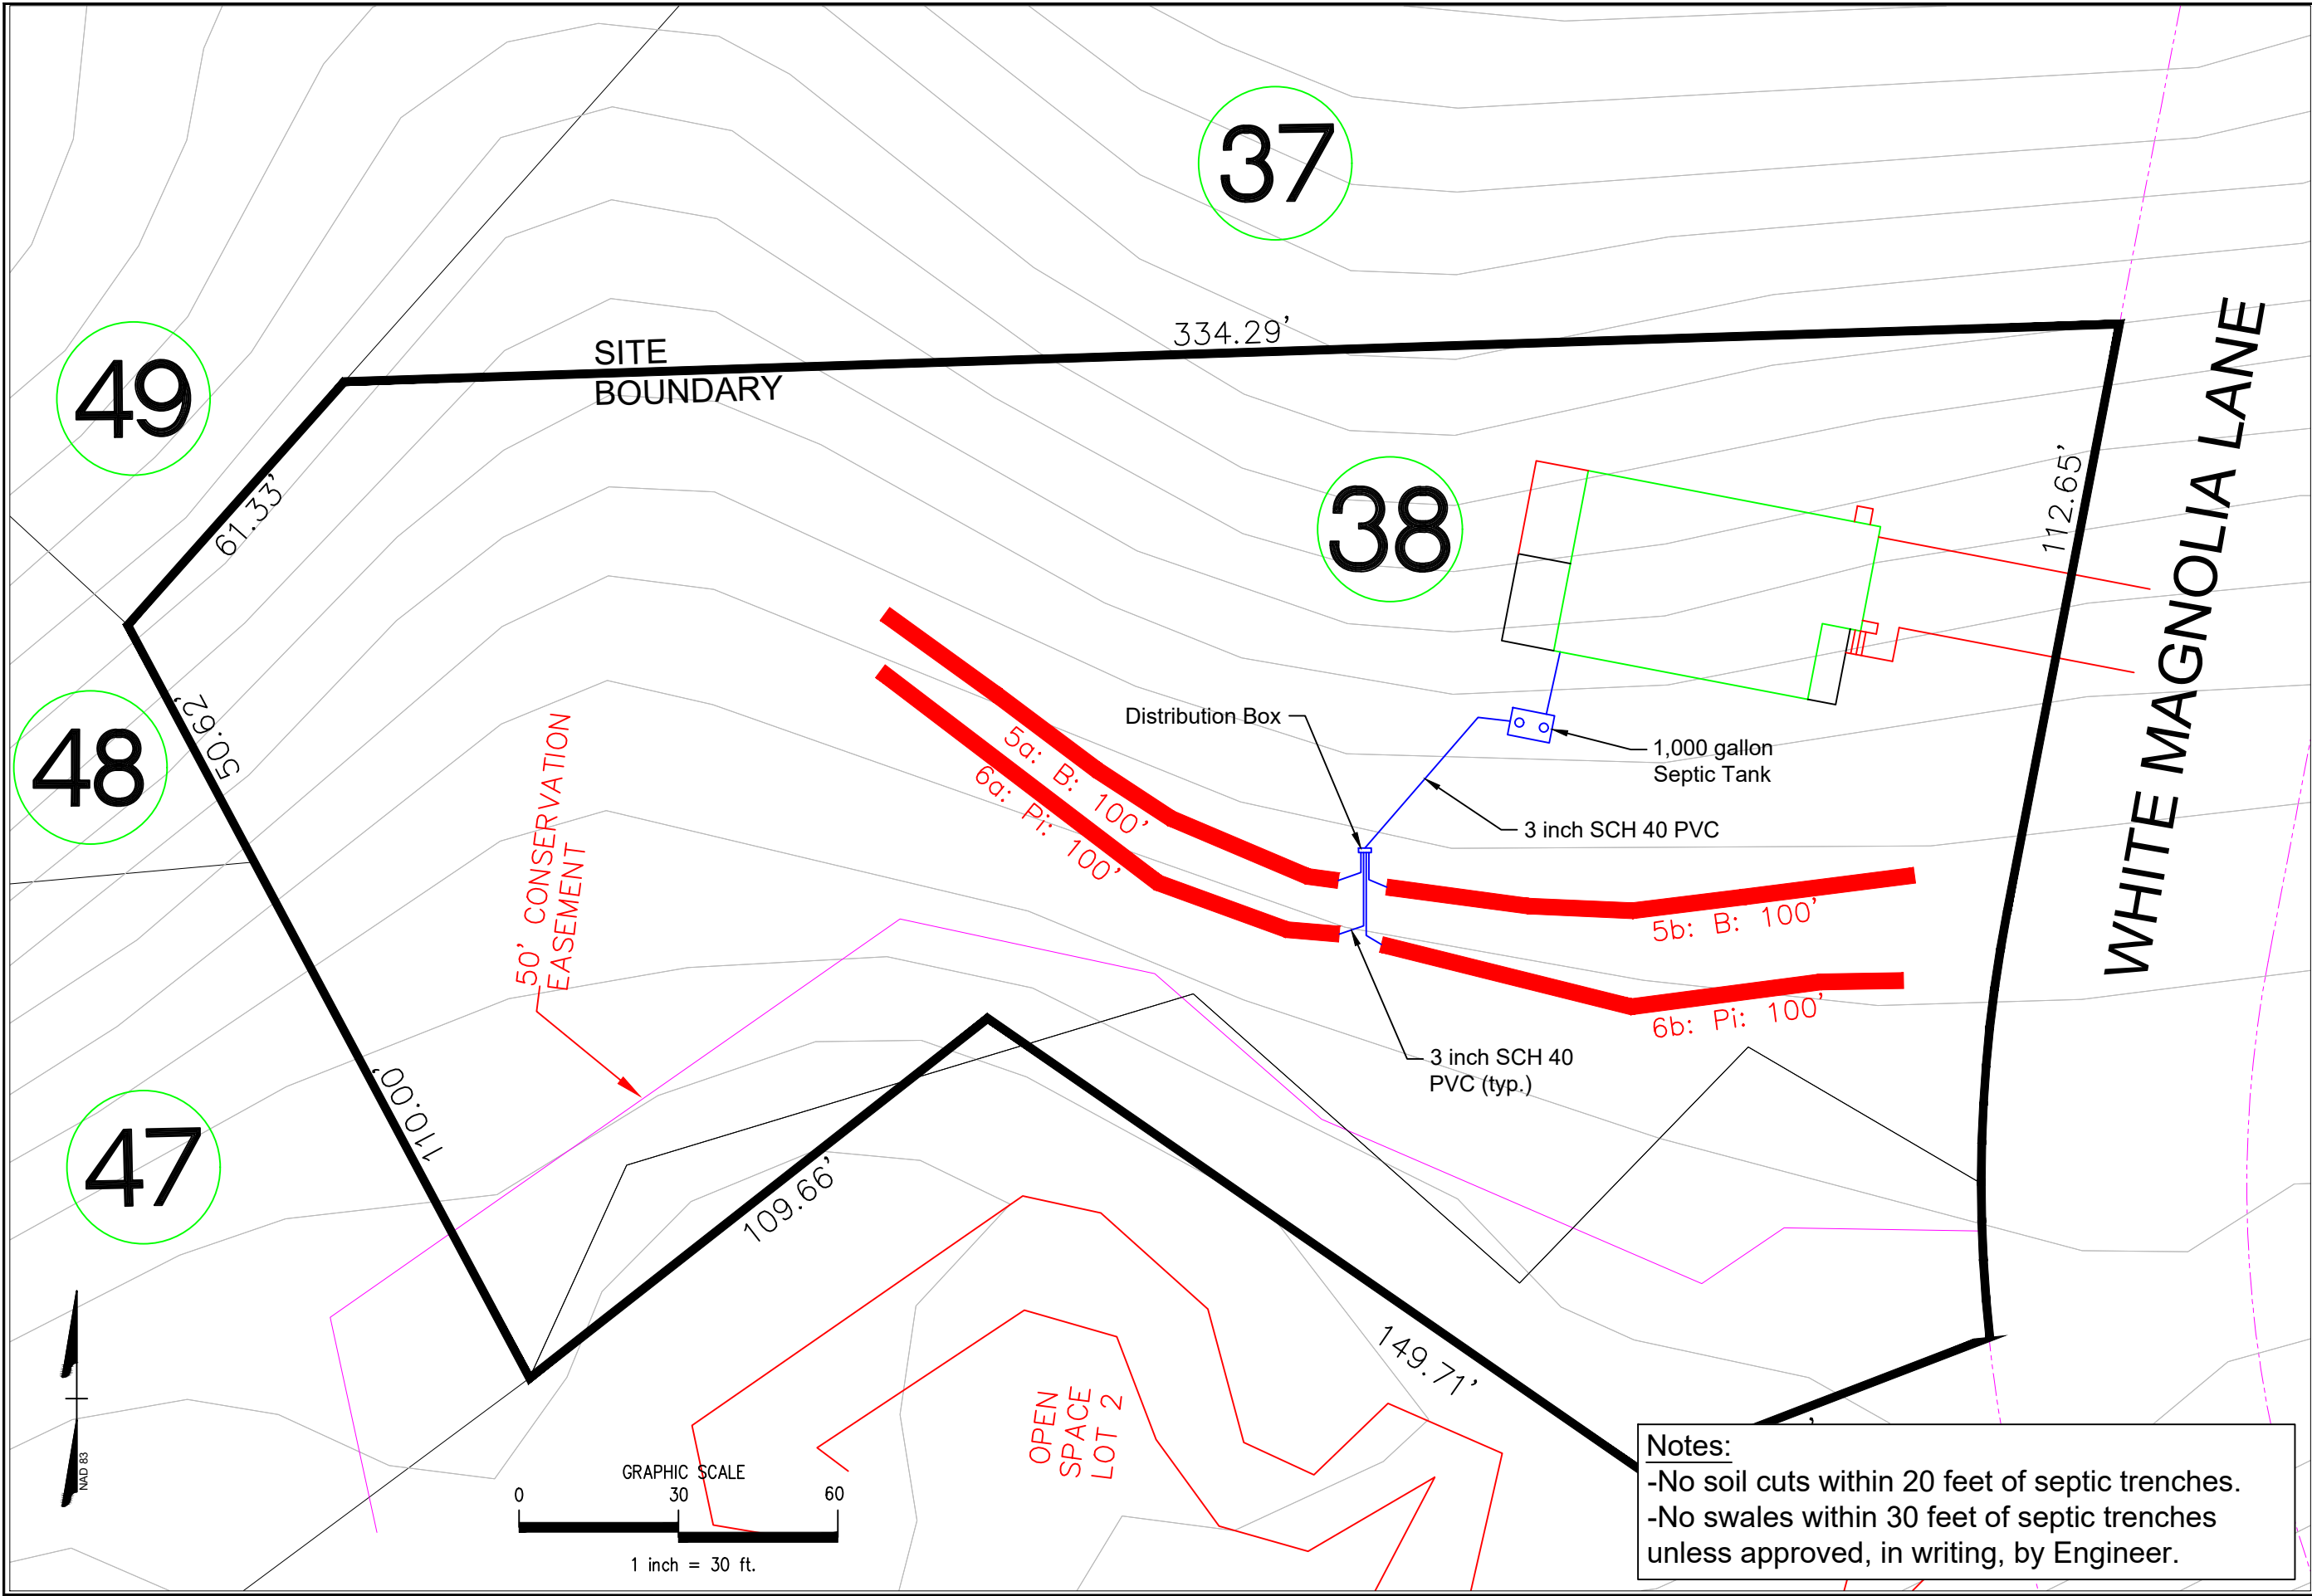 37
334.29'
SITE
BOUNDARY
49
61.33'
38
112.65'
WHITE MAGNOLIA LANE
48
50.62'
Distribution Box
1,000 gallon
Septic Tank
5a: B: 100'
6a: Pi: 100'
3 inch SCH 40 PVC
50' CONSERVATION
EASEMENT
5b: B: 100'
6b: Pi: 100'
3 inch SCH 40
PVC (typ.)
110.00'
47
109.66'
149.71'
OPEN
SPACE
LOT 2
NAD 83
GRAPHIC SCALE
0 30 60
1 inch = 30 ft.
Notes:
-No soil cuts within 20 feet of septic trenches.
-No swales within 30 feet of septic trenches
unless approved, in writing, by Engineer.